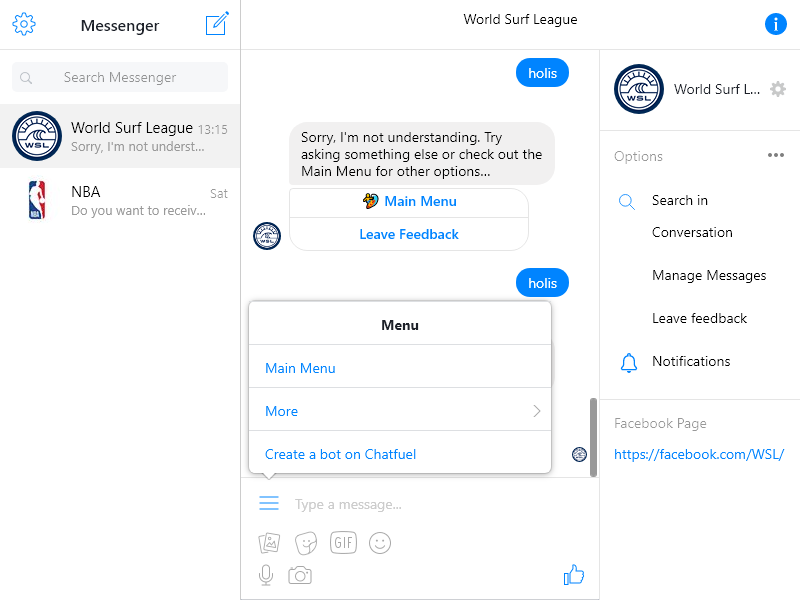 Messenger
World Surf League
Search Messenger
World Surf League 13:15
Sorry, I'm not underst...
NBA Sat
Do you want to receiv...
holis
Sorry, I'm not understanding. Try
asking something else or check out the
Main Menu for other options...
Main Menu
Leave Feedback
holis
Menu
Main Menu
More
Create a bot on Chatfuel
Type a message...
GIF
World Surf L...
Options
Search in
Conversation
Manage Messages
Leave feedback
Notifications
Facebook Page
https://facebook.com/WSL/
WSL
WSL
WSL
NBA